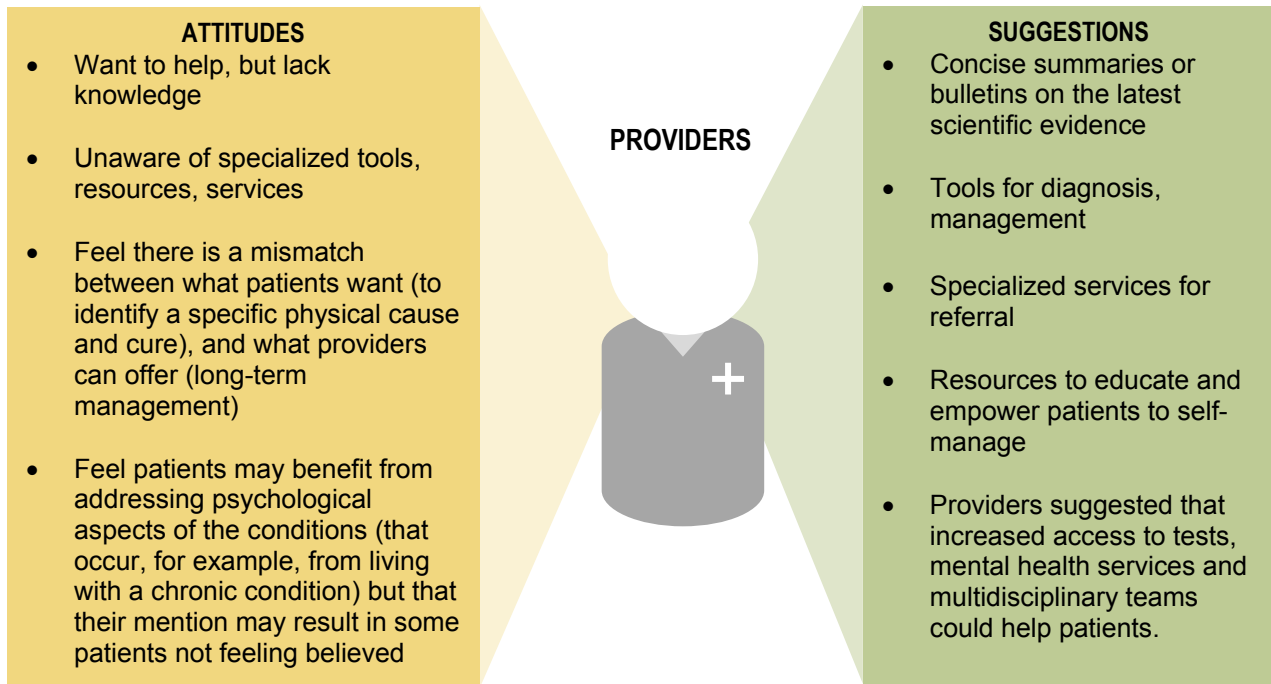 ATTITUDES
• Want to help, but lack
knowledge
• Unaware of specialized tools,
resources, services
• Feel there is a mismatch
between what patients want (to
identify a specific physical cause
and cure), and what providers
can offer (long-term
management)
• Feel patients may benefit from
addressing psychological
aspects of the conditions (that
occur, for example, from living
with a chronic condition) but that
their mention may result in some
patients not feeling believed
PROVIDERS
SUGGESTIONS
• Concise summaries or
bulletins on the latest
scientific evidence
• Tools for diagnosis,
management
• Specialized services for
referral
• Resources to educate and
empower patients to self-
manage
• Providers suggested that
increased access to tests,
mental health services and
multidisciplinary teams
could help patients.